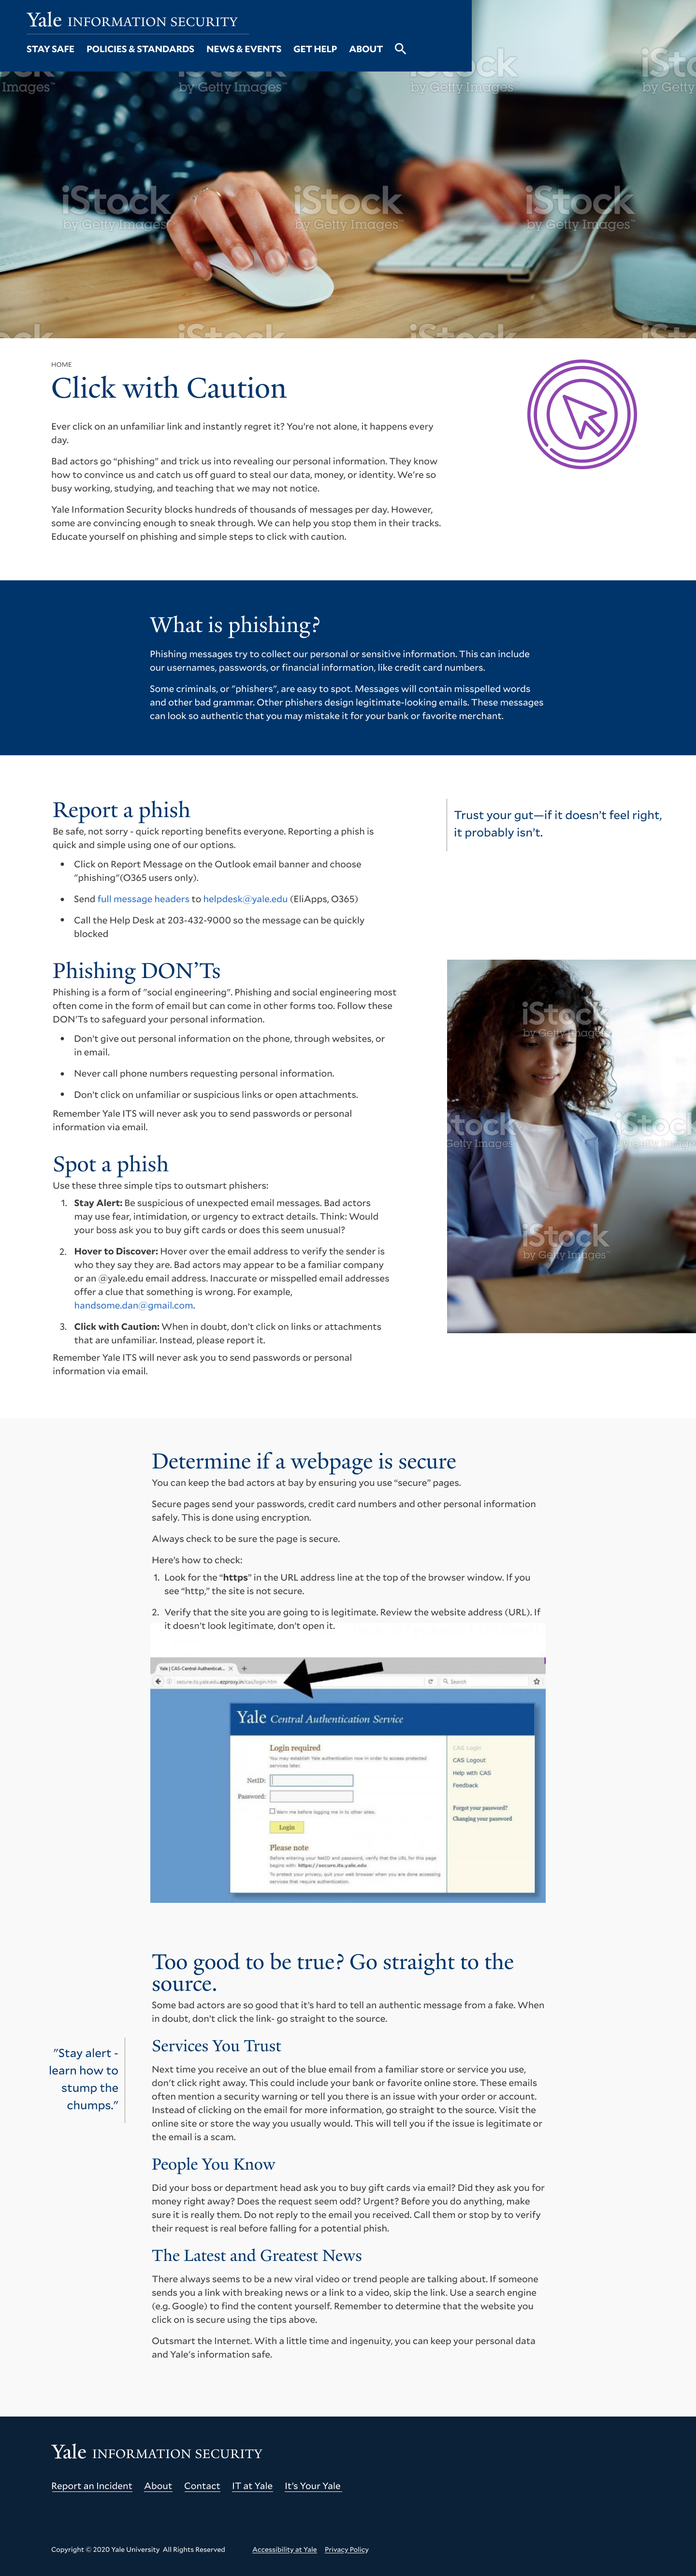 Yale INFORMATION SECURITY
STAY SAFE POLICIES & STANDARDS NEWS & EVENTS GET HELP ABOUT
iStock
by Getty Images™
iStock
by Getty Images™
iStock
by Getty Images™
HOME
Click with Caution
Ever click on an unfamiliar link and instantly regret it? You're not alone, it happens every
day.
Bad actors go “phishing” and trick us into revealing our personal information. They know
how to convince us and catch us off guard to steal our data, money, or identity. We're so
busy working, studying, and teaching that we may not notice.
Yale Information Security blocks hundreds of thousands of messages per day. However,
some are convincing enough to sneak through. We can help you stop them in their tracks.
Educate yourself on phishing and simple steps to click with caution.
What is phishing?
Phishing messages try to collect our personal or sensitive information. This can include
our usernames, passwords, or financial information, like credit card numbers.
Some criminals, or "phishers", are easy to spot. Messages will contain misspelled words
and other bad grammar. Other phishers design legitimate-looking emails. These messages
can look so authentic that you may mistake it for your bank or favorite merchant.
Report a phish
Be safe, not sorry - quick reporting benefits everyone. Reporting a phish is
quick and simple using one of our options.
• Click on Report Message on the Outlook email banner and choose
"phishing"(O365 users only).
• Send full message headers to helpdesk@yale.edu (EliApps, O365)
• Call the Help Desk at 203-432-9000 so the message can be quickly
blocked
Trust your gut—if it doesn't feel right,
it probably isn't.
Phishing DON'Ts
Phishing is a form of "social engineering". Phishing and social engineering most
often come in the form of email but can come in other forms too. Follow these
DON'Ts to safeguard your personal information.
• Don't give out personal information on the phone, through websites, or
in email.
• Never call phone numbers requesting personal information.
• Don't click on unfamiliar or suspicious links or open attachments.
Remember Yale ITS will never ask you to send passwords or personal
information via email.
iStock
by Getty Images
iStock
by Getty Images™
Spot a phish
Use these three simple tips to outsmart phishers:
1. Stay Alert: Be suspicious of unexpected email messages. Bad actors
may use fear, intimidation, or urgency to extract details. Think: Would
your boss ask you to buy gift cards or does this seem unusual?
2. Hover to Discover: Hover over the email address to verify the sender is
who they say they are. Bad actors may appear to be a familiar company
or an @yale.edu email address. Inaccurate or misspelled email addresses
offer a clue that something is wrong. For example,
handsome.dan@gmail.com.
3. Click with Caution: When in doubt, don't click on links or attachments
that are unfamiliar. Instead, please report it.
Remember Yale ITS will never ask you to send passwords or personal
information via email.
Determine if a webpage is secure
You can keep the bad actors at bay by ensuring you use “secure” pages.
Secure pages send your passwords, credit card numbers and other personal information
safely. This is done using encryption.
Always check to be sure the page is secure.
Here's how to check:
1. Look for the “https” in the URL address line at the top of the browser window. If you
see “http,” the site is not secure.
2. Verify that the site you are going to is legitimate. Review the website address (URL). If
it doesn't look legitimate, don't open it.
Yale | CAS-Central Authenticat... × +
secure.its.yale.edu.ezproxy.in/cas/login.htm Search
Yale Central Authentication Service
Login required
You may establish Yale authentication now in order to access protected
services later.
NetID:
Password:
Warn me before logging me in to other sites.
Login
Please note
Before entering your NetID and password, verify that the URL for this page
begins with: https://secure.its.yale.edu
To protect your privacy, quit your web browser when you are done accessing
services that require authentication.
CAS Login
CAS Logout
Help with CAS
Feedback
Forgot your password?
Changing your password
Too good to be true? Go straight to the
source.
Some bad actors are so good that it's hard to tell an authentic message from a fake. When
in doubt, don't click the link- go straight to the source.
"Stay alert -
learn how to
stump the
chumps."
Services You Trust
Next time you receive an out of the blue email from a familiar store or service you use,
don't click right away. This could include your bank or favorite online store. These emails
often mention a security warning or tell you there is an issue with your order or account.
Instead of clicking on the email for more information, go straight to the source. Visit the
online site or store the way you usually would. This will tell you if the issue is legitimate or
the email is a scam.
People You Know
Did your boss or department head ask you to buy gift cards via email? Did they ask you for
money right away? Does the request seem odd? Urgent? Before you do anything, make
sure it is really them. Do not reply to the email you received. Call them or stop by to verify
their request is real before falling for a potential phish.
The Latest and Greatest News
There always seems to be a new viral video or trend people are talking about. If someone
sends you a link with breaking news or a link to a video, skip the link. Use a search engine
(e.g. Google) to find the content yourself. Remember to determine that the website you
click on is secure using the tips above.
Outsmart the Internet. With a little time and ingenuity, you can keep your personal data
and Yale's information safe.
Yale INFORMATION SECURITY
Report an Incident About Contact IT at Yale It's Your Yale
Copyright © 2020 Yale University All Rights Reserved Accessibility at Yale Privacy Policy